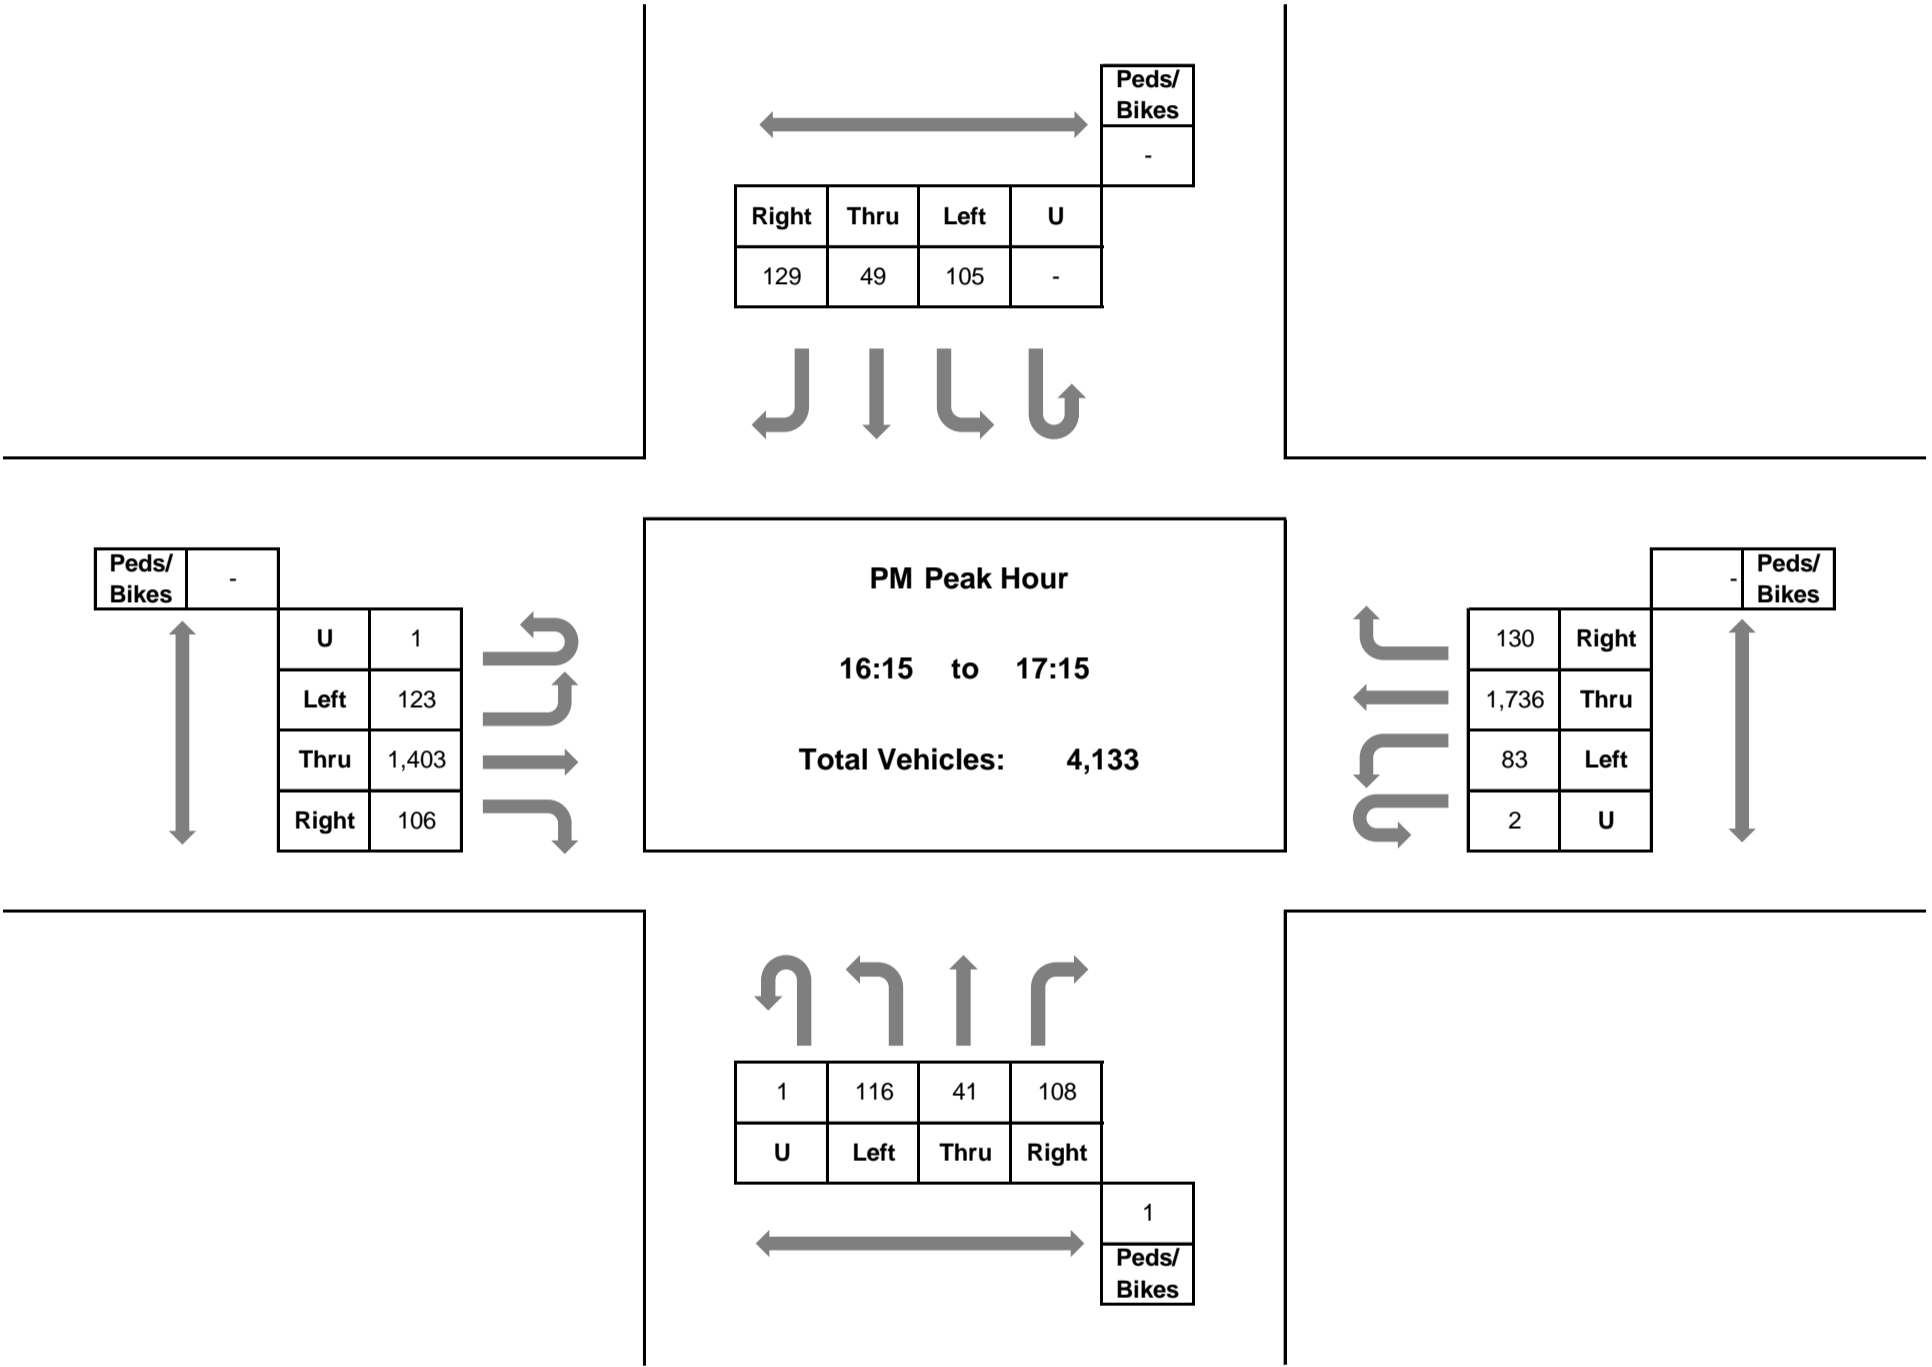 Peds/
Bikes
-
Right Thru Left U
129 49 105 -
Peds/
Bikes
-
U 1
Left 123
Thru 1,403
Right 106
PM Peak Hour
16:15 to 17:15
Total Vehicles: 4,133
-
Peds/
Bikes
130 Right
1,736 Thru
83 Left
2 U
1 116 41 108
U Left Thru Right
1
Peds/
Bikes